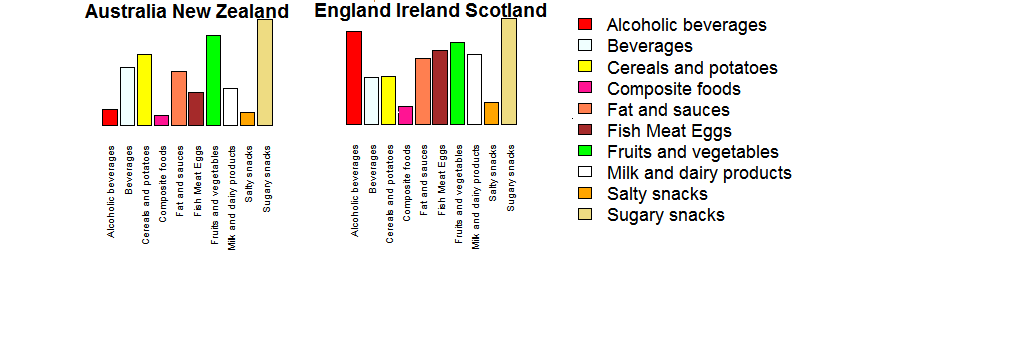 Australia New Zealand
England Ireland Scotland
Alcoholic beverages
Beverages
Cereals and potatoes
Composite foods
Fat and sauces
Fish Meat Eggs
Fruits and vegetables
Milk and dairy products
Salty snacks
Sugary snacks
Alcoholic beverages
Beverages
Cereals and potatoes
Composite foods
Fat and sauces
Fish Meat Eggs
Fruits and vegetables
Milk and dairy products
Salty snacks
Sugary snacks
Alcoholic beverages
Beverages
Cereals and potatoes
Composite foods
Fat and sauces
Fish Meat Eggs
Fruits and vegetables
Milk and dairy products
Salty snacks
Sugary snacks